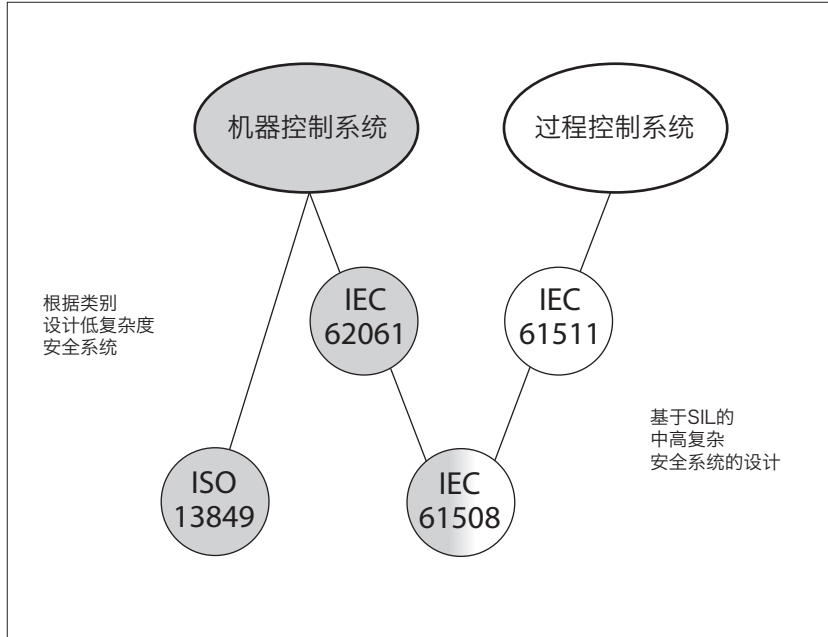 机器控制系统
过程控制系统
根据类别
设计低复杂度
安全系统
IEC
62061
IEC
61511
基于SIL的
中高复杂
安全系统的设计
ISO
13849
IEC
61508